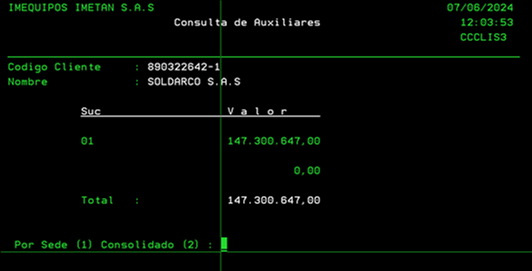 IMEQUIPOS IMETAN S.A.S 07/06/2024
Consulta de Auxiliares 12:03:53
CCCLIS3
Codigo Cliente : 890322642-1
Nombre : SOLDARCO S.A.S
Suc V a l o r
01 147.300.647,00
0,00
Total : 147.300.647,00
Por Sede (1) Consolidado (2) :